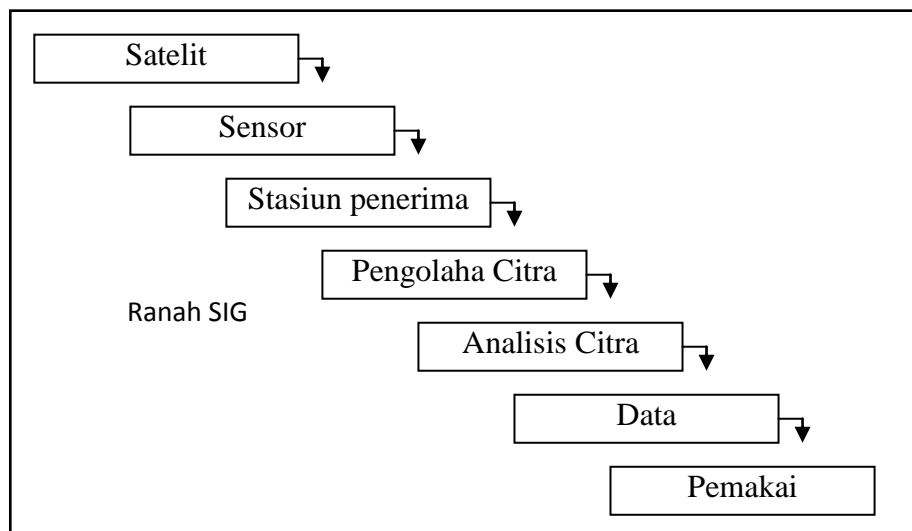 Satelit
Sensor
Stasiun penerima
Pengolaha Citra
Ranah SIG
Analisis Citra
Data
Pemakai